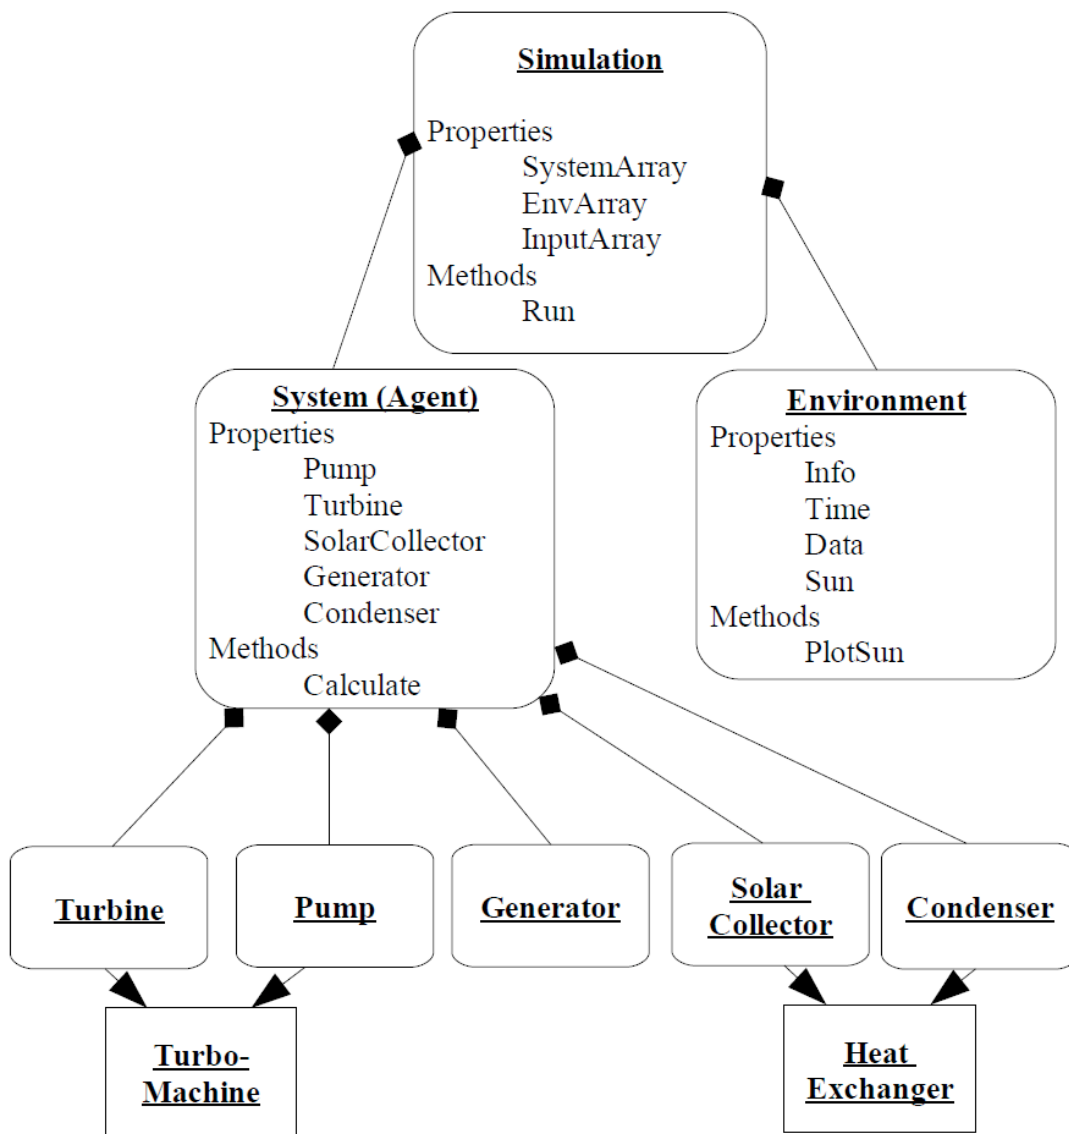 Simulation
Properties
SystemArray
EnvArray
InputArray
Methods
Run
System (Agent)
Properties
Pump
Turbine
SolarCollector
Generator
Condenser
Methods
Calculate
Environment
Properties
Info
Time
Data
Sun
Methods
PlotSun
Turbine
Pump
Generator
Solar
Collector
Condenser
Turbo-
Machine
Heat
Exchanger